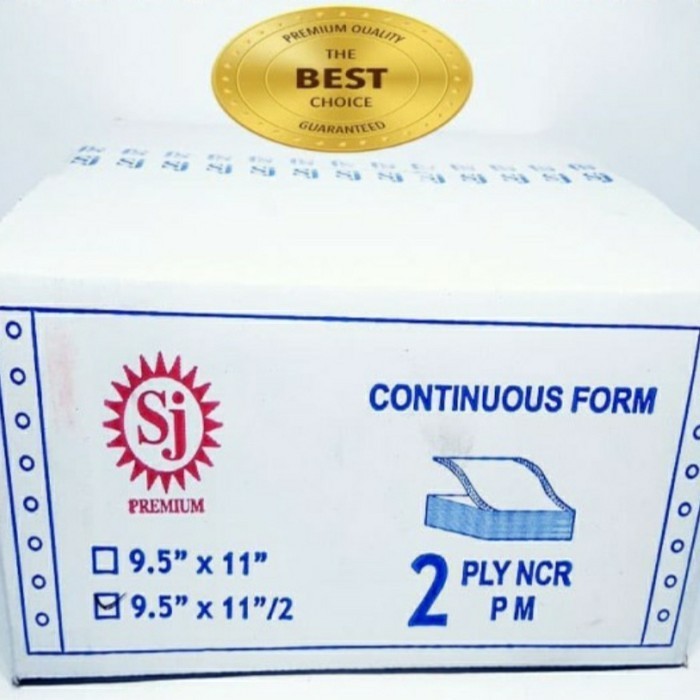 PREMIUM QUALITY
THE
BEST
CHOICE
GUARANTEED
Sj
PREMIUM
CONTINUOUS FORM
9.5” x 11”
9.5” x 11”/2
2 PLY NCR
P M